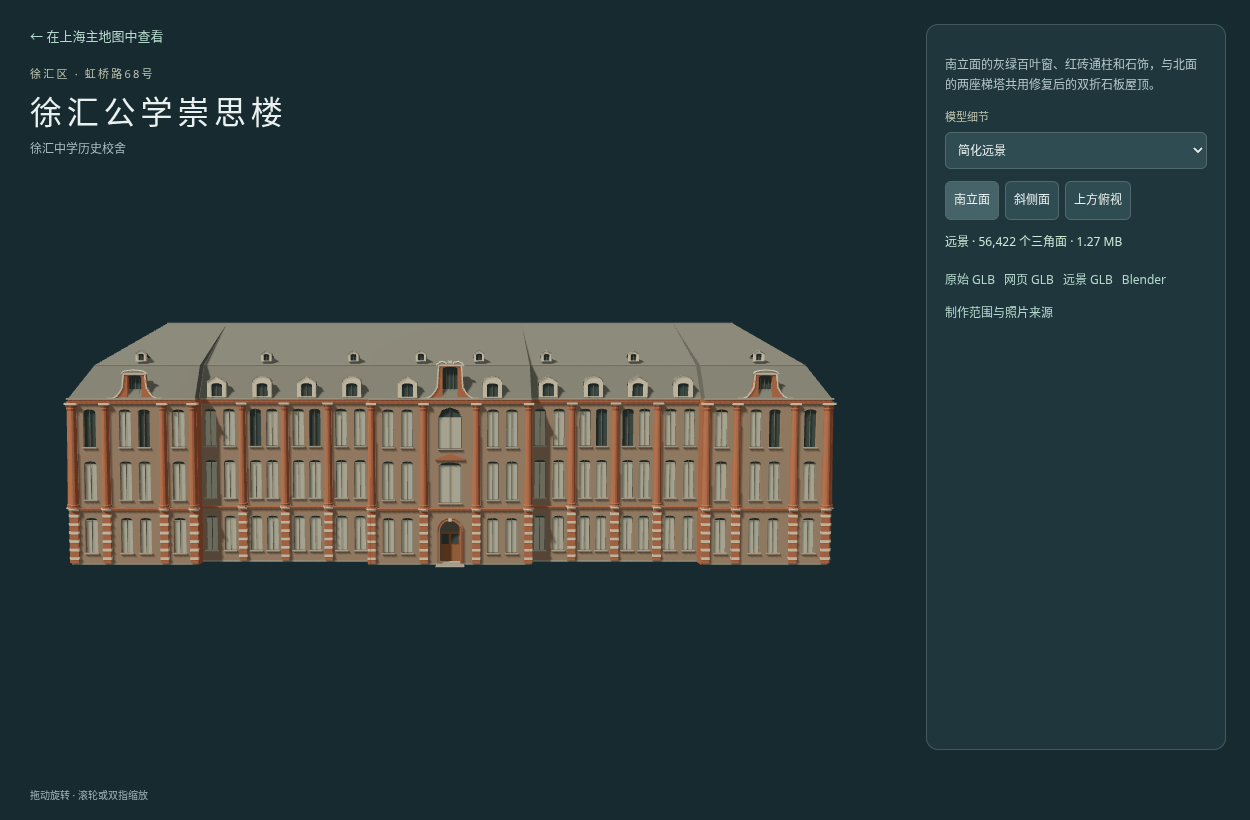 ← 在上海主地图中查看
徐汇区 · 虹桥路68号
徐汇公学崇思楼
徐汇中学历史校舍
南立面的灰绿百叶窗、红砖通柱和石饰，与北面
的两座梯塔共用修复后的双折石板屋顶。
模型细节
简化远景
南立面 斜侧面 上方俯视
远景 · 56,422 个三角面 · 1.27 MB
原始 GLB 网页 GLB 远景 GLB Blender
制作范围与照片来源
拖动旋转 · 滚轮或双指缩放